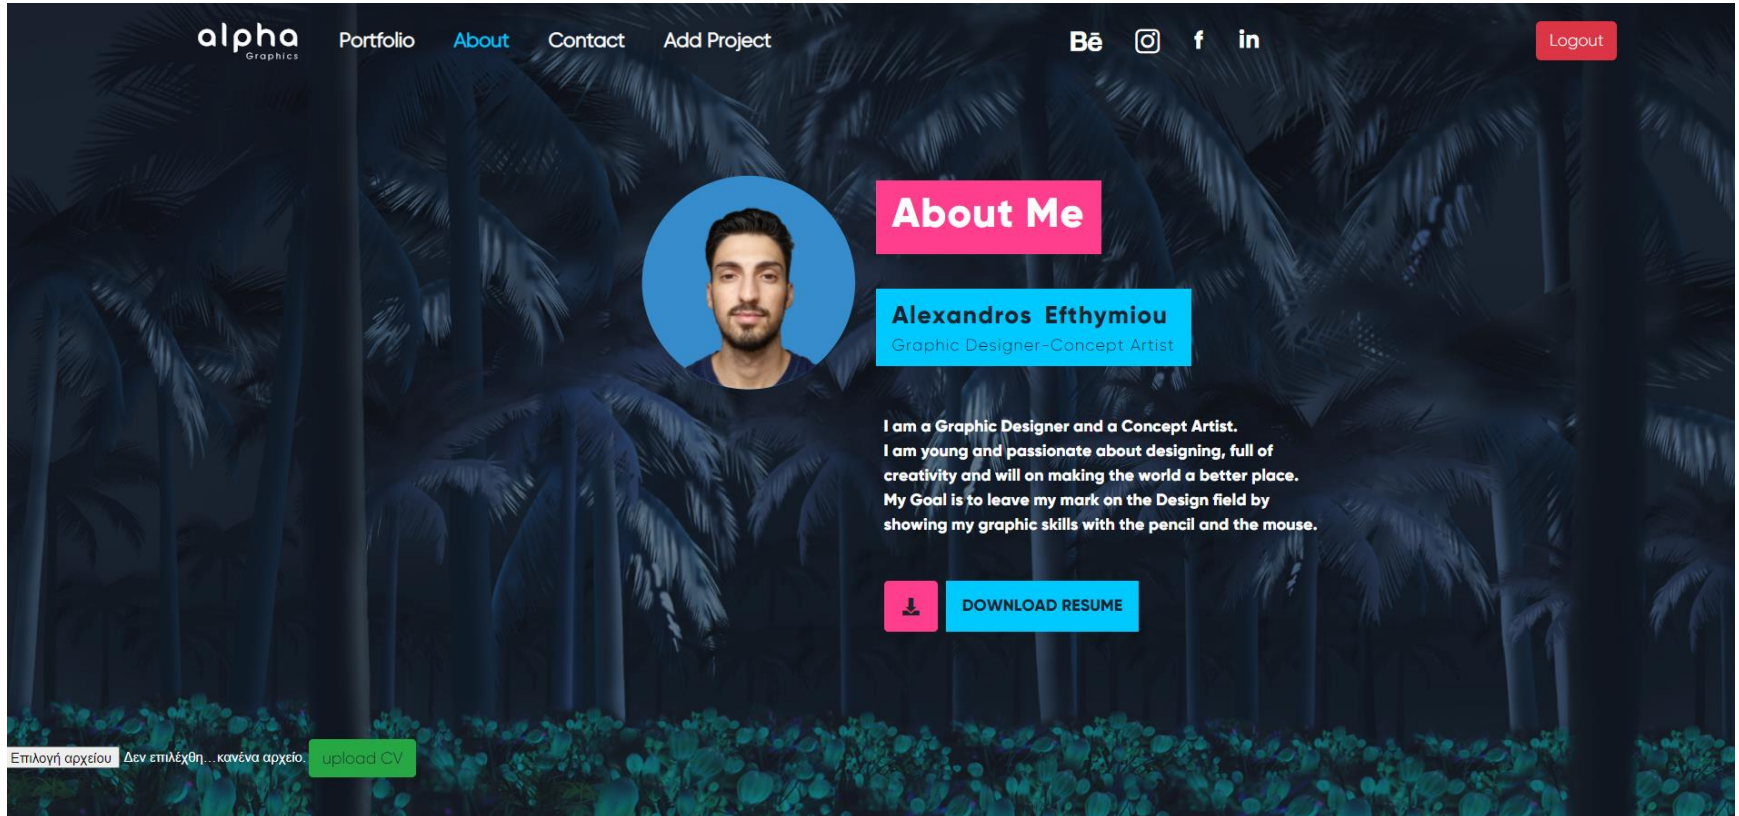 alpha
Graphics
Portfolio
About
Contact
Add Project
Bē
f
in
Logout
About Me
Alexandros Efthymiou
Graphic Designer-Concept Artist
I am a Graphic Designer and a Concept Artist.
I am young and passionate about designing, full of
creativity and will on making the world a better place.
My Goal is to leave my mark on the Design field by
showing my graphic skills with the pencil and the mouse.
DOWNLOAD RESUME
Επιλογή αρχείου Δεν επιλέχθη...κανένα αρχείο. upload CV